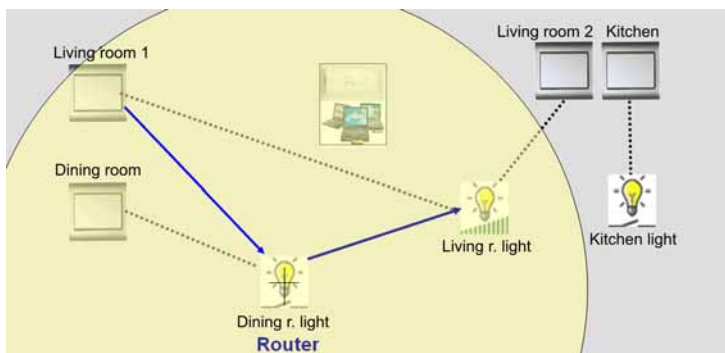 Living room 1
Living room 2
Kitchen
Dining room
Living r. light
Kitchen light
Dining r. light
Router